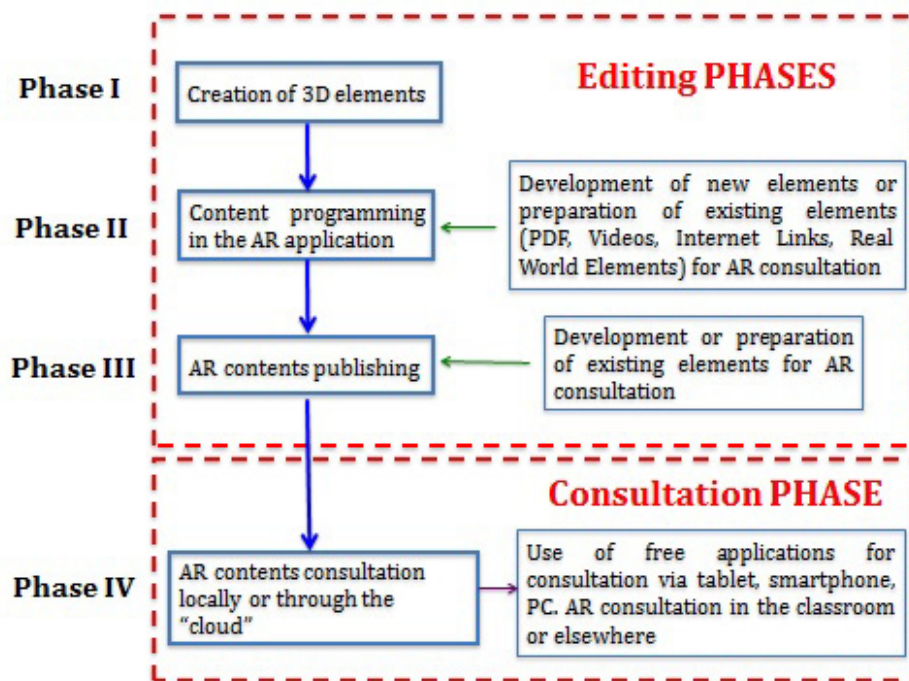 Editing PHASES
Phase I
Creation of 3D elements
Phase II
Content programming
in the AR application
Development of new elements or
preparation of existing elements
(PDF, Videos, Internet Links, Real
World Elements) for AR consultation
Phase III
AR contents publishing
Development or preparation
of existing elements for AR
consultation
Consultation PHASE
Phase IV
AR contents consultation
locally or through the
“cloud”
Use of free applications for
consultation via tablet, smartphone,
PC. AR consultation in the classroom
or elsewhere